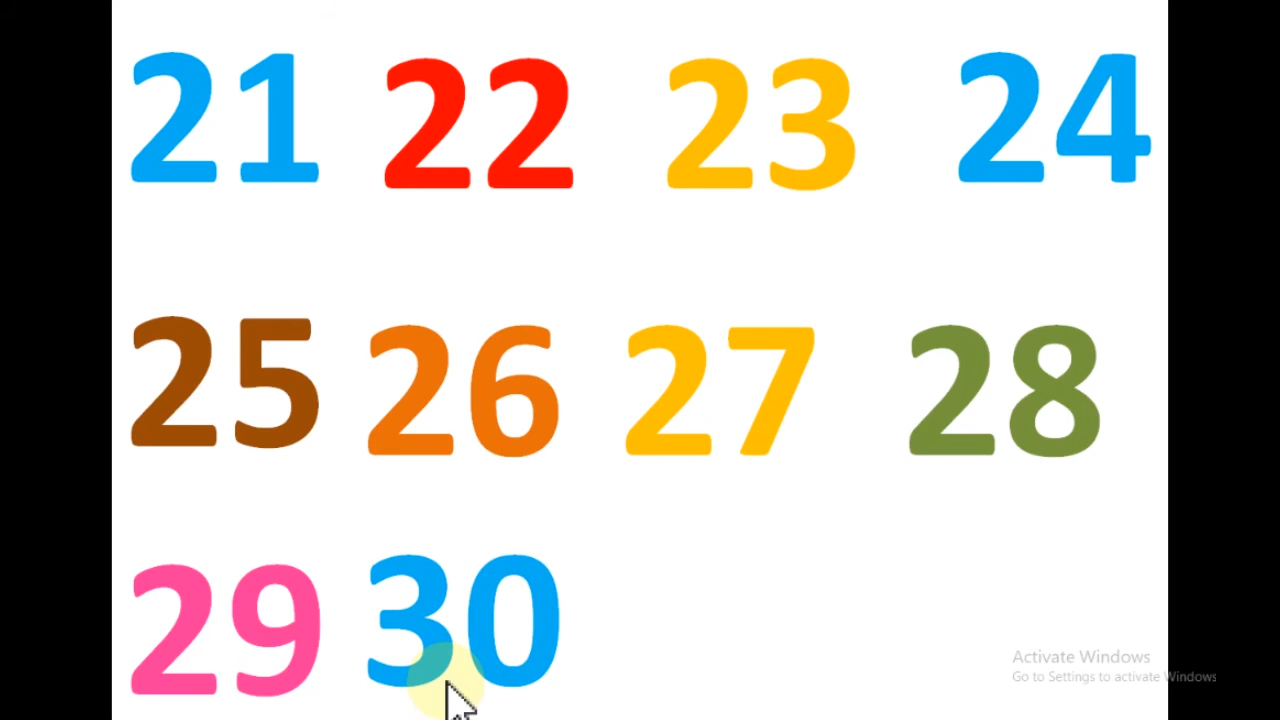 21 22 23 24
25 26 27 28
29 30
Activate Windows
Go to Settings to activate Windows